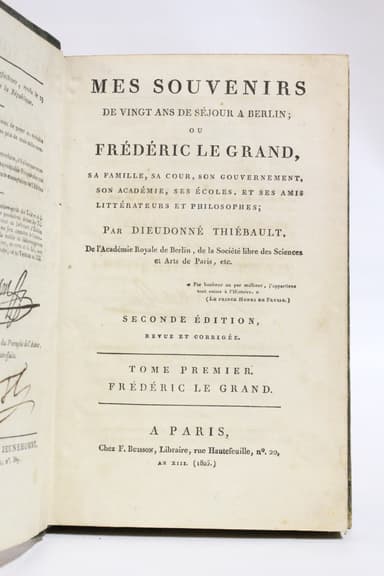 la République.
MES SOUVENIRS
DE VINGT ANS DE SÉJOUR A BERLIN;
OU
FRÉDÉRIC LE GRAND,
SA FAMILLE, SA COUR, SON GOUVERNEMENT,
SON ACADÉMIE, SES ÉCOLES, ET SES AMIS
LITTÉRATEURS ET PHILOSOPHES;
PAR DIEUDONNÉ THIÉBAULT,
De l'Académie Royale de Berlin, de la Société libre des Sciences
et Arts de Paris, etc.
« Par bonheur ou par malheur, j'appartiens
tout entier à l'Histoire. »
(LE PRINCE HENRI DE PRUSSE.)
SECONDE ÉDITION,
REVUE ET CORRIGÉE.
TOME PREMIER.
FRÉDÉRIC LE GRAND.
A PARIS,
Chez F. BUISSON, Libraire, rue Hautefeuille, nº. 20,
AN XIII. (1805.)